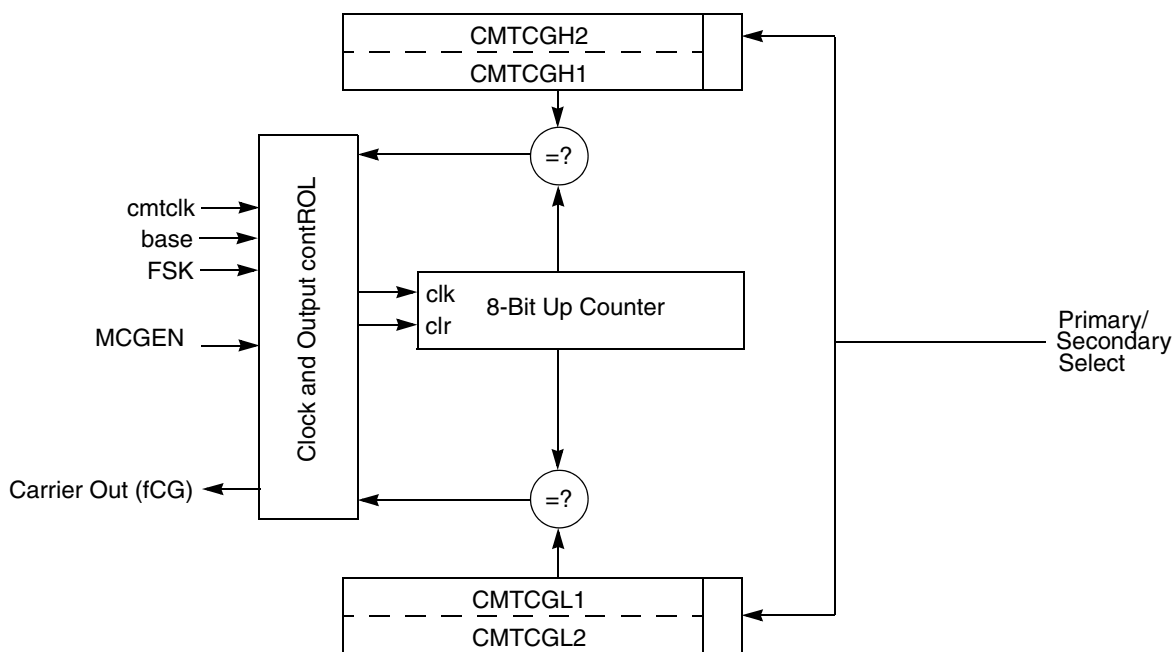 CMTCGH2
CMTCGH1
=?
Clock and Output contROL
cmtclk
base
FSK
MCGEN
clk
clr
8-Bit Up Counter
Primary/
Secondary
Select
Carrier Out (fCG)
=?
CMTCGL1
CMTCGL2